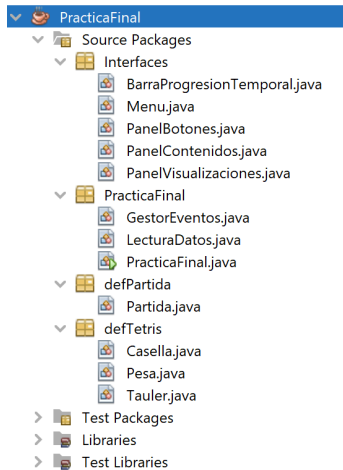 PracticaFinal
Source Packages
Interfaces
BarraProgresionTemporal.java
Menu.java
PanelBotones.java
PanelContenidos.java
PanelVisualizaciones.java
PracticaFinal
GestorEventos.java
LecturaDatos.java
PracticaFinal.java
defPartida
Partida.java
defTetris
Casella.java
Pesa.java
Tauler.java
Test Packages
Libraries
Test Libraries